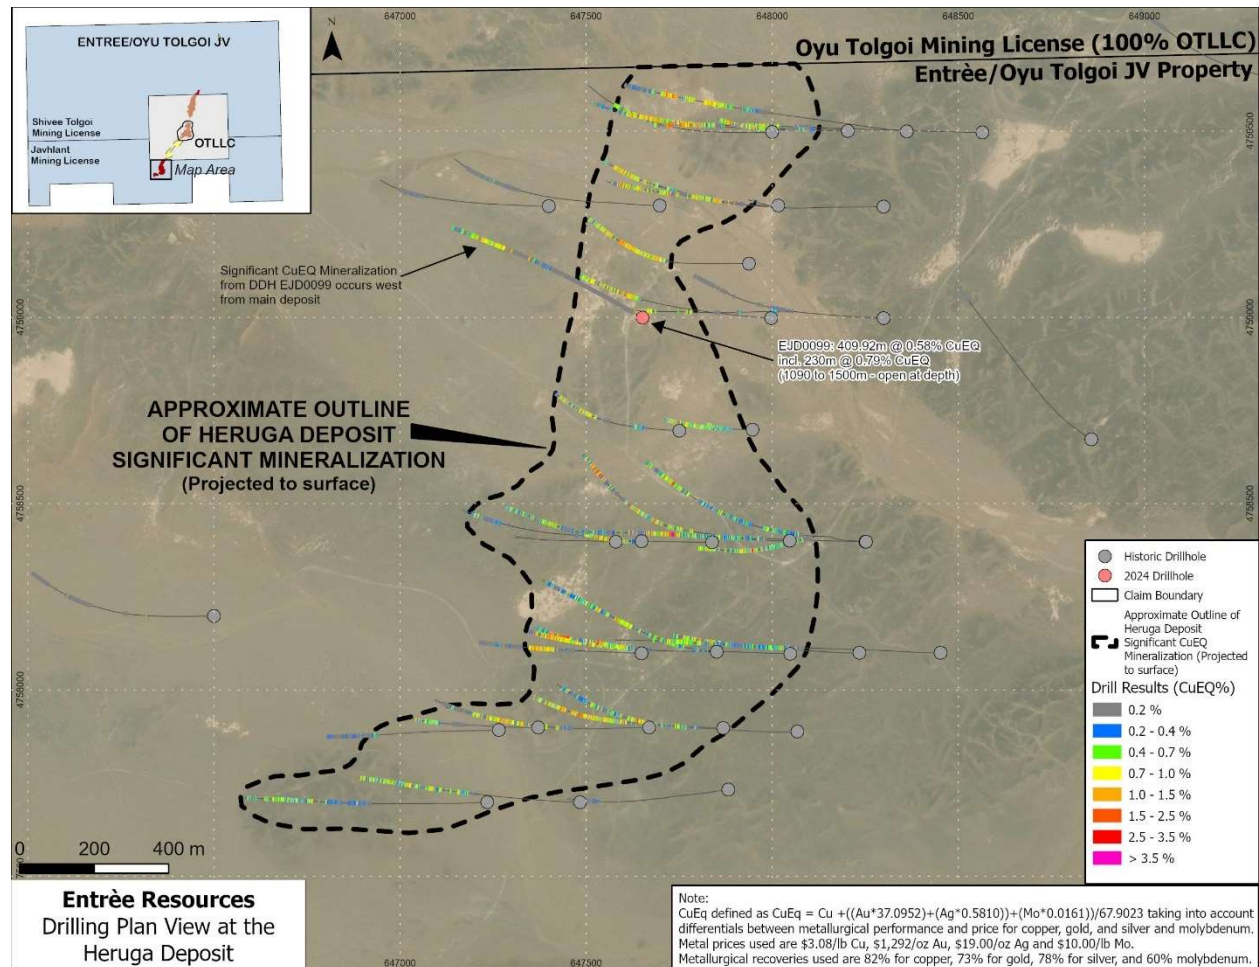 ENTREE/OYU TOLGOI JV
Shivee Tolgoi
Mining License
Javhlant
Mining License
OTLLC
Map Area
N
647000
647500
648000
648500
649000
Oyu Tolgoi Mining License (100% OTLLC)
Entrèe/Oyu Tolgoi JV Property
4759500
4759500
Significant CuEQ Mineralization
from DDH EJD0099 occurs west
from main deposit
4759000
4759000
EJD0099: 409.92m @ 0.58% CuEQ
incl. 230m @ 0.79% CuEQ
(1090 to 1500m - open at depth)
APPROXIMATE OUTLINE
OF HERUGA DEPOSIT
SIGNIFICANT MINERALIZATION
(Projected to surface)
4758500
4758500
4758000
Historic Drillhole
2024 Drillhole
Claim Boundary
Approximate Outline of
Heruga Deposit
Significant CuEQ
Mineralization (Projected
to surface)
Drill Results (CuEQ%)
0.2 %
0.2 - 0.4 %
0.4 - 0.7 %
0.7 - 1.0 %
1.0 - 1.5 %
1.5 - 2.5 %
2.5 - 3.5 %
> 3.5 %
0 200 400 m
Entrèe Resources
Drilling Plan View at the
Heruga Deposit
647000
647500
Note:
CuEq defined as CuEq = Cu +((Au*37.0952)+(Ag*0.5810))+(Mo*0.0161))/67.9023 taking into account
differentials between metallurgical performance and price for copper, gold, and silver and molybdenum.
Metal prices used are $3.08/lb Cu, $1,292/oz Au, $19.00/oz Ag and $10.00/lb Mo.
Metallurgical recoveries used are 82% for copper, 73% for gold, 78% for silver, and 60% molybdenum.